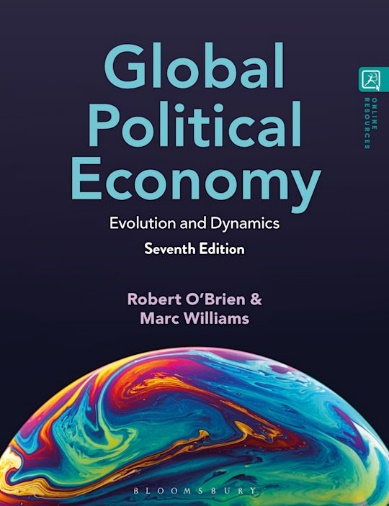 Global
Political
Economy
Evolution and Dynamics
Seventh Edition
Robert O'Brien &
Marc Williams
ONLINE
RESOURCES
BLOOMSBURY